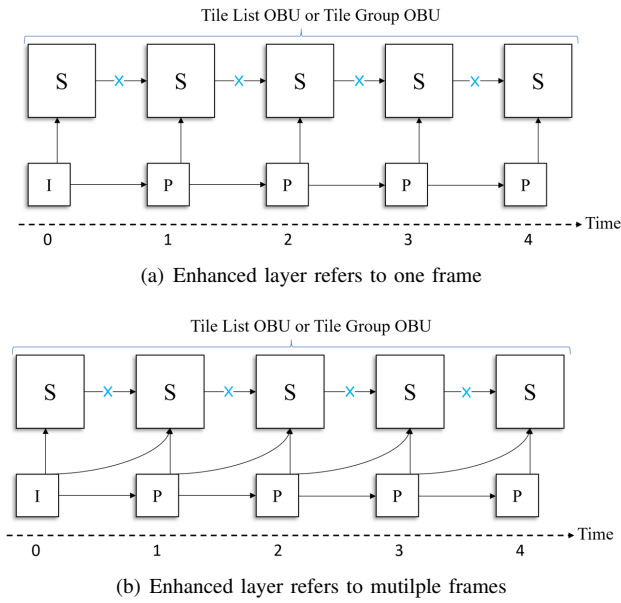 Tile List OBU or Tile Group OBU
S S S S S
I P P P P
Time
0 1 2 3 4
(a) Enhanced layer refers to one frame
Tile List OBU or Tile Group OBU
S S S S S
I P P P P
Time
0 1 2 3 4
(b) Enhanced layer refers to mutilple frames